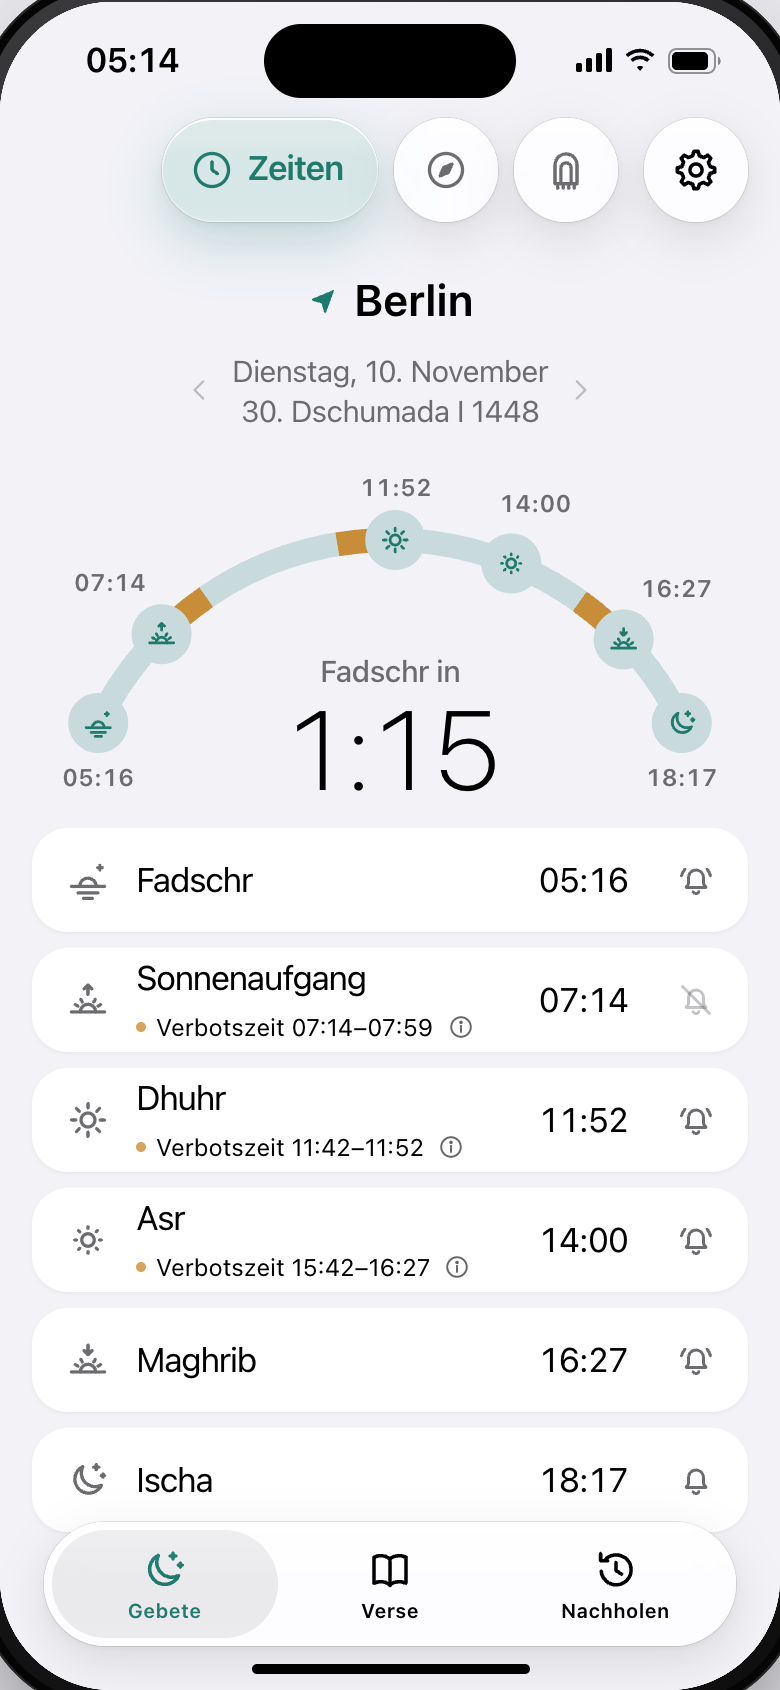 05:14
Zeiten
Berlin
Dienstag, 10. November
30. Dschumada I 1448
11:52
14:00
07:14
16:27
Fadschr in
1:15
05:16
18:17
Fadschr 05:16
Sonnenaufgang 07:14
Verbotszeit 07:14–07:59
Dhuhr 11:52
Verbotszeit 11:42–11:52
Asr 14:00
Verbotszeit 15:42–16:27
Maghrib 16:27
Ischa 18:17
Gebete Verse Nachholen